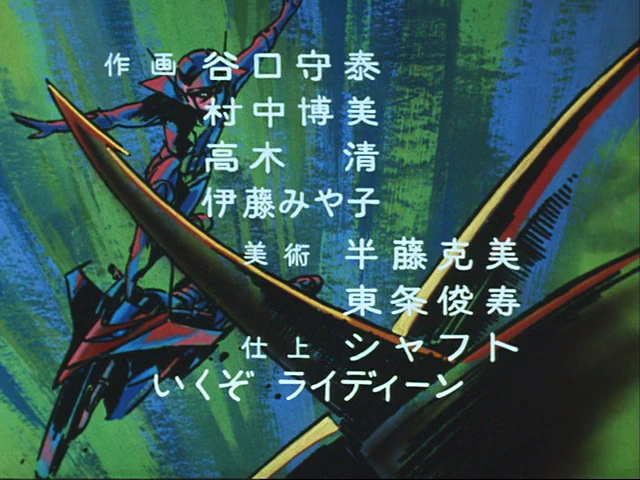 作画 谷口守泰
村中博美
高木 清
伊藤みや子
美術 半藤克美
東条俊寿
仕上 シャフト
いくぞ ライディーン